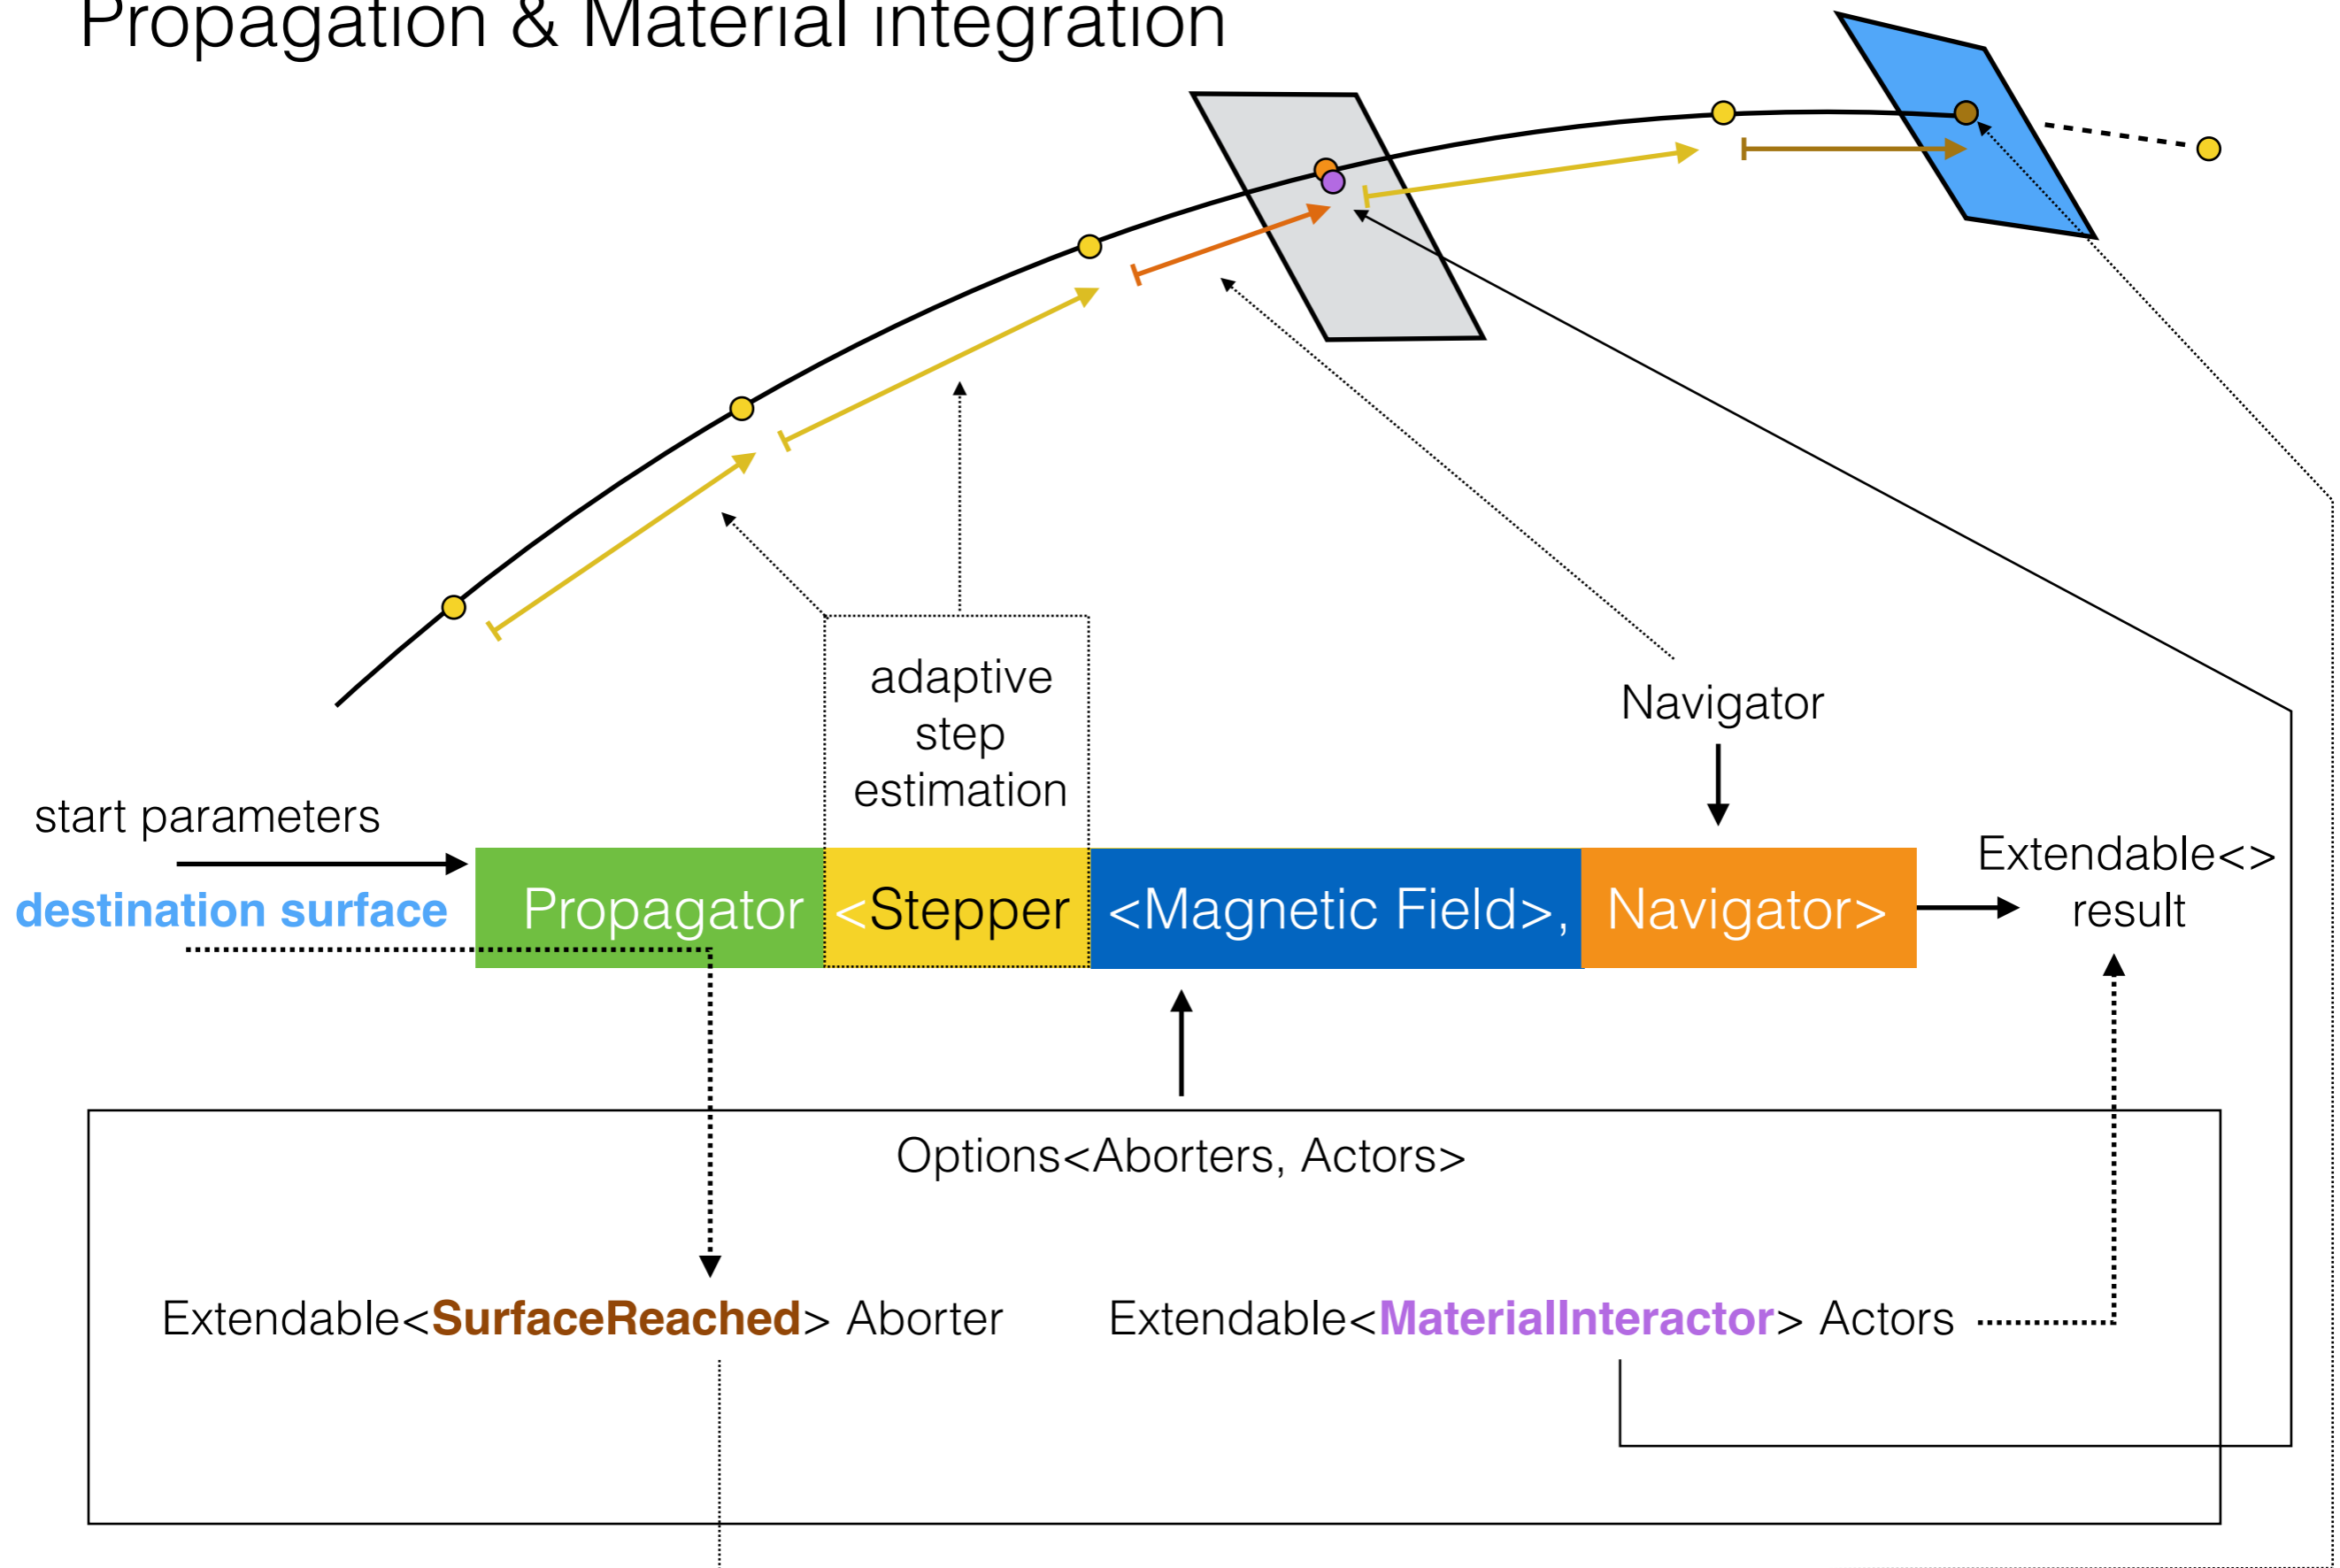 Propagation & Material integration
adaptive
step
estimation
Navigator
start parameters
destination surface
Propagator <Stepper <Magnetic Field>, Navigator>
Extendable<>
result
Options<Aborters, Actors>
Extendable<SurfaceReached> Aborter
Extendable<MaterialInteractor> Actors